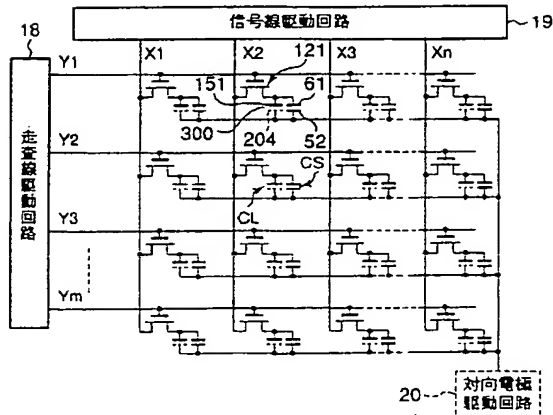 信号線駆動回路
19
18
X1 X2 121 X3 Xn
Y1
151 61
300 204 52
走査線駆動回路
Y2
CS
CL
Y3
Ym
20
対向電極
駆動回路